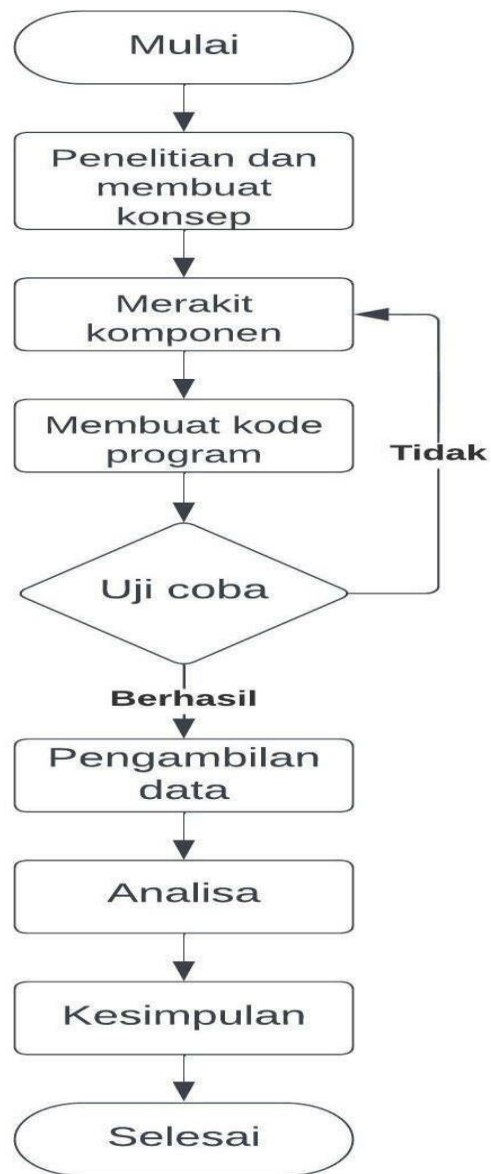 Mulai
Penelitian dan
membuat
konsep
Merakit
komponen
Membuat kode
program
Tidak
Uji coba
Berhasil
Pengambilan
data
Analisa
Kesimpulan
Selesai